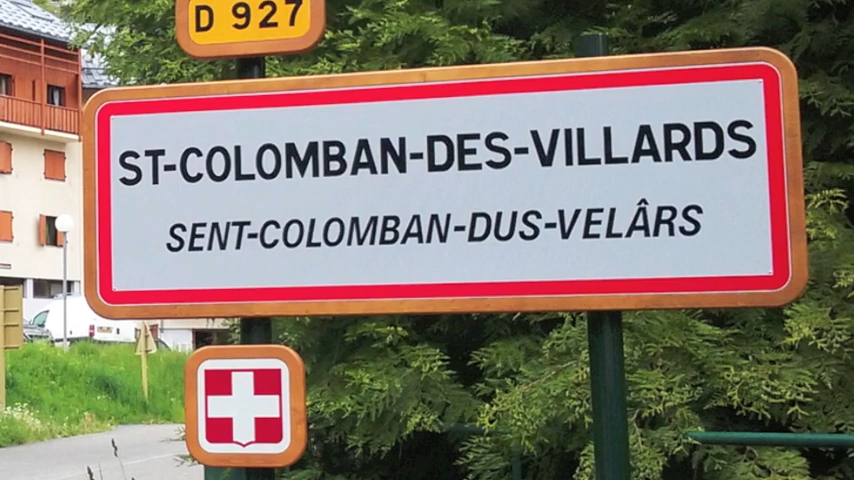 D 927
ST-COLOMBAN-DES-VILLARDS
SENT-COLOMBAN-DUS-VELÂRS